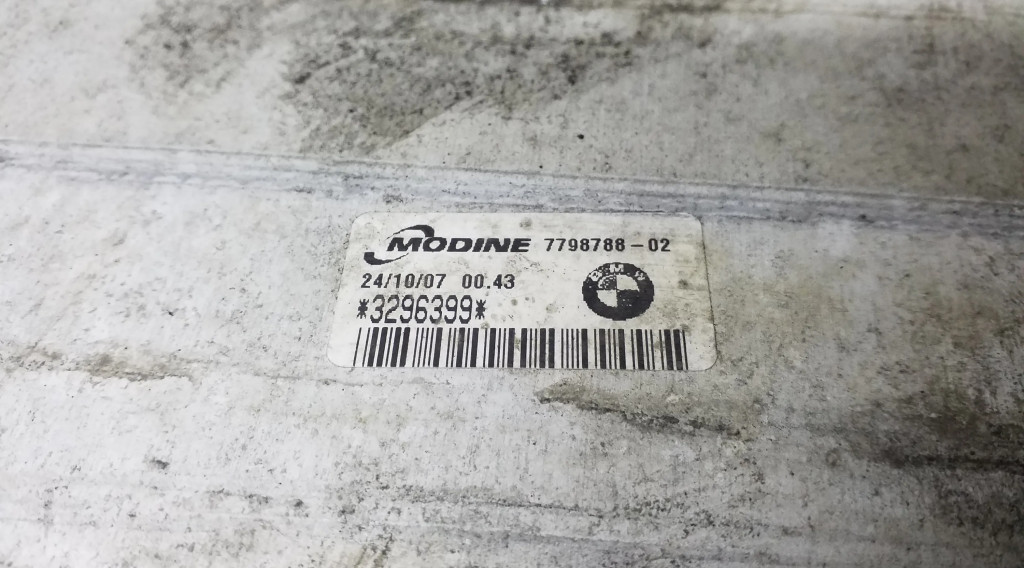 MODINE 7798788-02
24/10/07 00.43
BMW
*3296399*